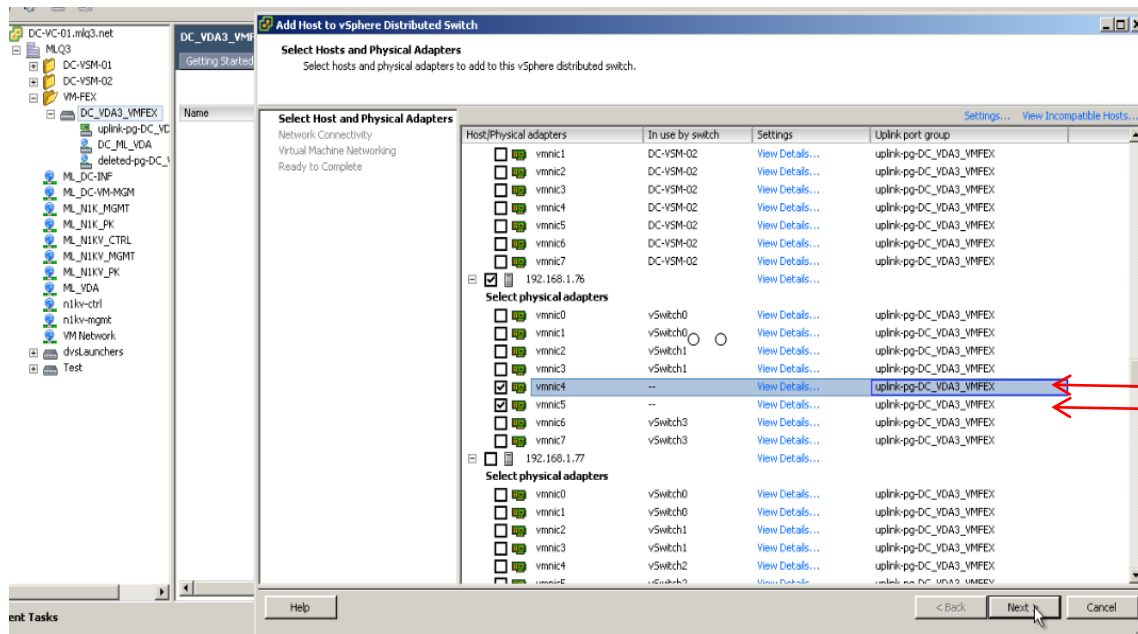 Add Host to vSphere Distributed Switch
Select Hosts and Physical Adapters
Select hosts and physical adapters to add to this vSphere distributed switch.
DC-VC-01.mlq3.net
MLQ3
DC-VSM-01
DC-VSM-02
VM-FEX
DC_VDA3_VMFEX
uplink-pg-DC_VD
DC_ML_VDA
deleted-pg-DC_V
ML_DC-INF
ML_DC-VM-MGM
ML_N1K_MGMT
ML_N1K_PK
ML_N1KV_CTRL
ML_N1KV_MGMT
ML_N1KV_PK
ML_VDA
n1kv-ctrl
n1kv-mgmt
VM Network
dvsLaunchers
Test
DC_VDA3_VMF
Getting Started
Name
Select Host and Physical Adapters
Network Connectivity
Virtual Machine Networking
Ready to Complete
Settings... View Incompatible Hosts...
Host/Physical adapters In use by switch Settings Uplink port group
vmnic1 DC-VSM-02 View Details... uplink-pg-DC_VDA3_VMFEX
vmnic2 DC-VSM-02 View Details... uplink-pg-DC_VDA3_VMFEX
vmnic3 DC-VSM-02 View Details... uplink-pg-DC_VDA3_VMFEX
vmnic4 DC-VSM-02 View Details... uplink-pg-DC_VDA3_VMFEX
vmnic5 DC-VSM-02 View Details... uplink-pg-DC_VDA3_VMFEX
vmnic6 DC-VSM-02 View Details... uplink-pg-DC_VDA3_VMFEX
vmnic7 DC-VSM-02 View Details... uplink-pg-DC_VDA3_VMFEX
192.168.1.76 View Details...
Select physical adapters
vmnic0 vSwitch0 View Details... uplink-pg-DC_VDA3_VMFEX
vmnic1 vSwitch0 View Details... uplink-pg-DC_VDA3_VMFEX
vmnic2 vSwitch1 View Details... uplink-pg-DC_VDA3_VMFEX
vmnic3 vSwitch1 View Details... uplink-pg-DC_VDA3_VMFEX
vmnic4 -- View Details... uplink-pg-DC_VDA3_VMFEX
vmnic5 -- View Details... uplink-pg-DC_VDA3_VMFEX
vmnic6 vSwitch3 View Details... uplink-pg-DC_VDA3_VMFEX
vmnic7 vSwitch3 View Details... uplink-pg-DC_VDA3_VMFEX
192.168.1.77 View Details...
Select physical adapters
vmnic0 vSwitch0 View Details... uplink-pg-DC_VDA3_VMFEX
vmnic1 vSwitch0 View Details... uplink-pg-DC_VDA3_VMFEX
vmnic2 vSwitch1 View Details... uplink-pg-DC_VDA3_VMFEX
vmnic3 vSwitch1 View Details... uplink-pg-DC_VDA3_VMFEX
vmnic4 vSwitch2 View Details... uplink-pg-DC_VDA3_VMFEX
Help < Back Next > Cancel
ent Tasks